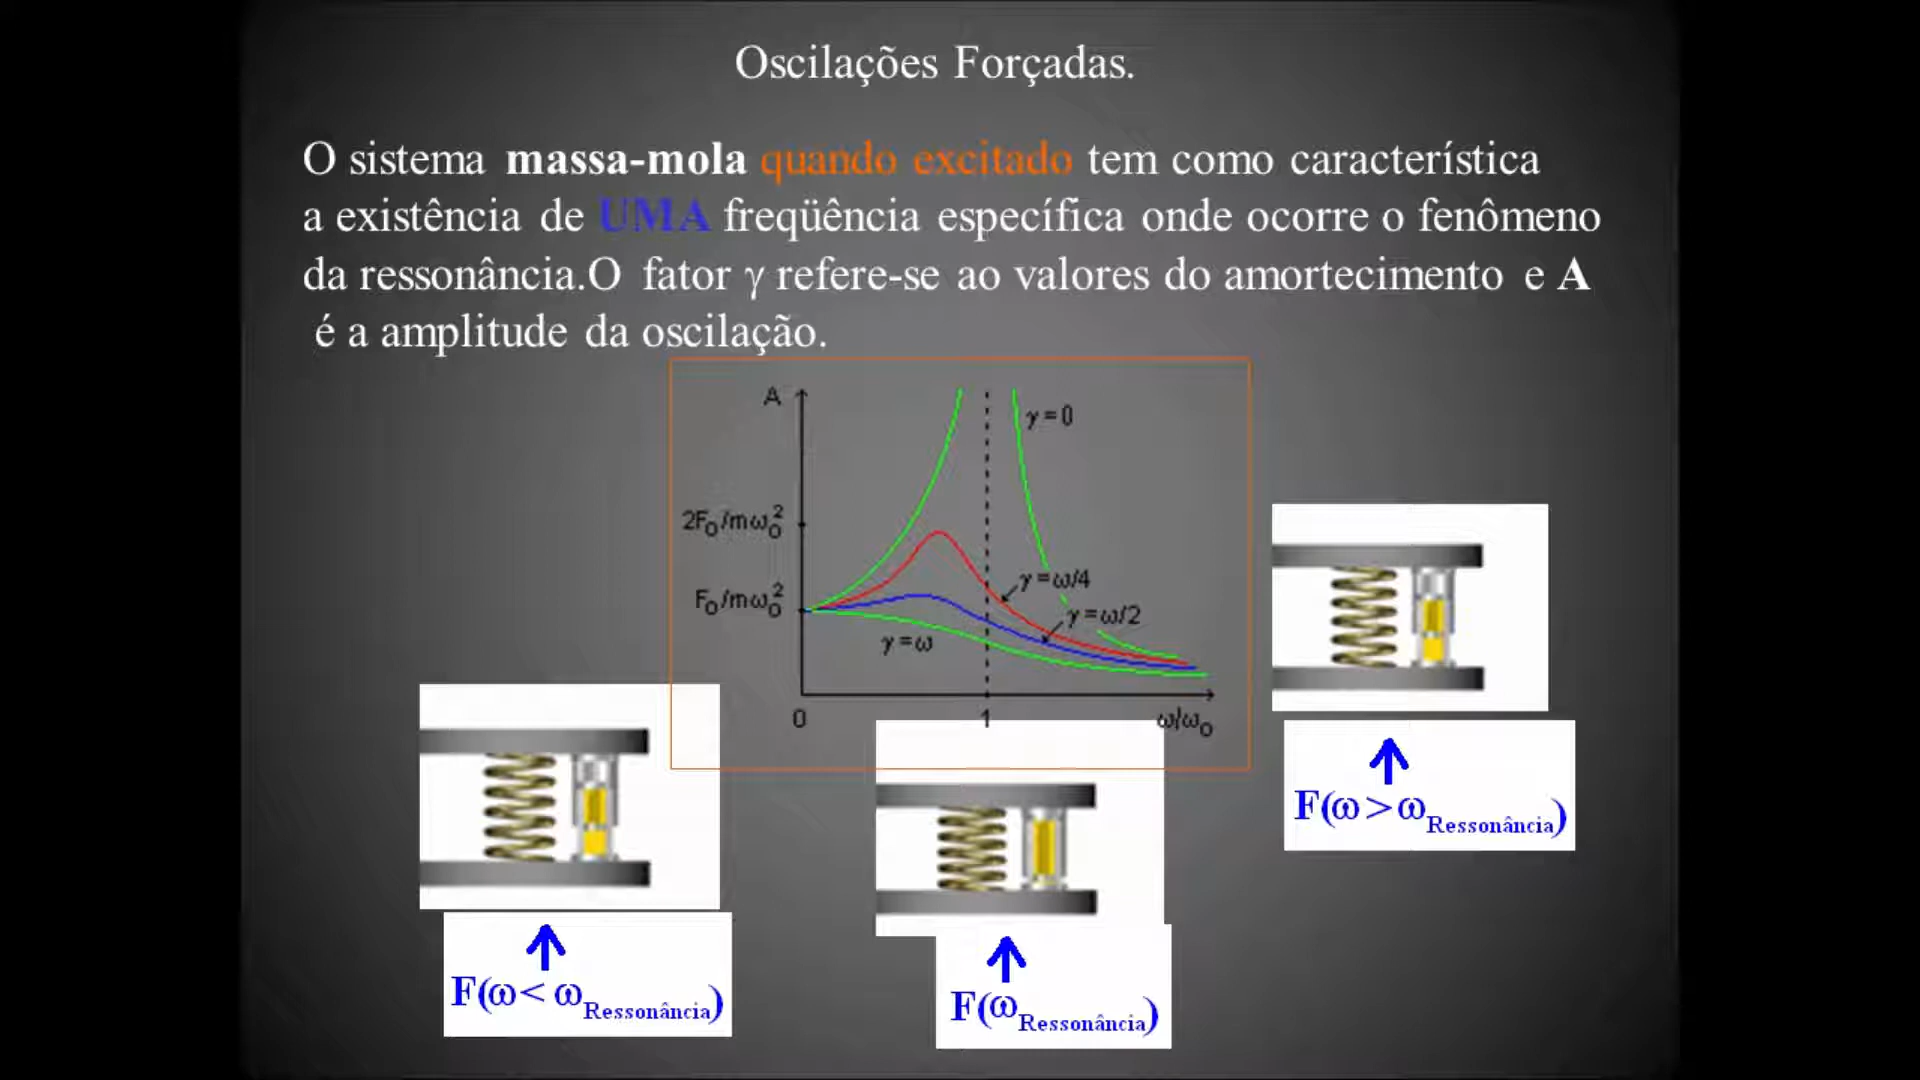 Oscilações Forçadas.
O sistema massa-mola quando excitado tem como característica
a existência de UMA freqüência específica onde ocorre o fenômeno
da ressonância.O fator γ refere-se ao valores do amortecimento e A
é a amplitude da oscilação.
A
γ=0
2F₀/mω₀²
γ=ω/4
F₀/mω₀²
γ=ω/2
γ=ω
0
1
ω/ω₀
F(ω>ωRessonância)
F(ω<ωRessonância)
F(ωRessonância)